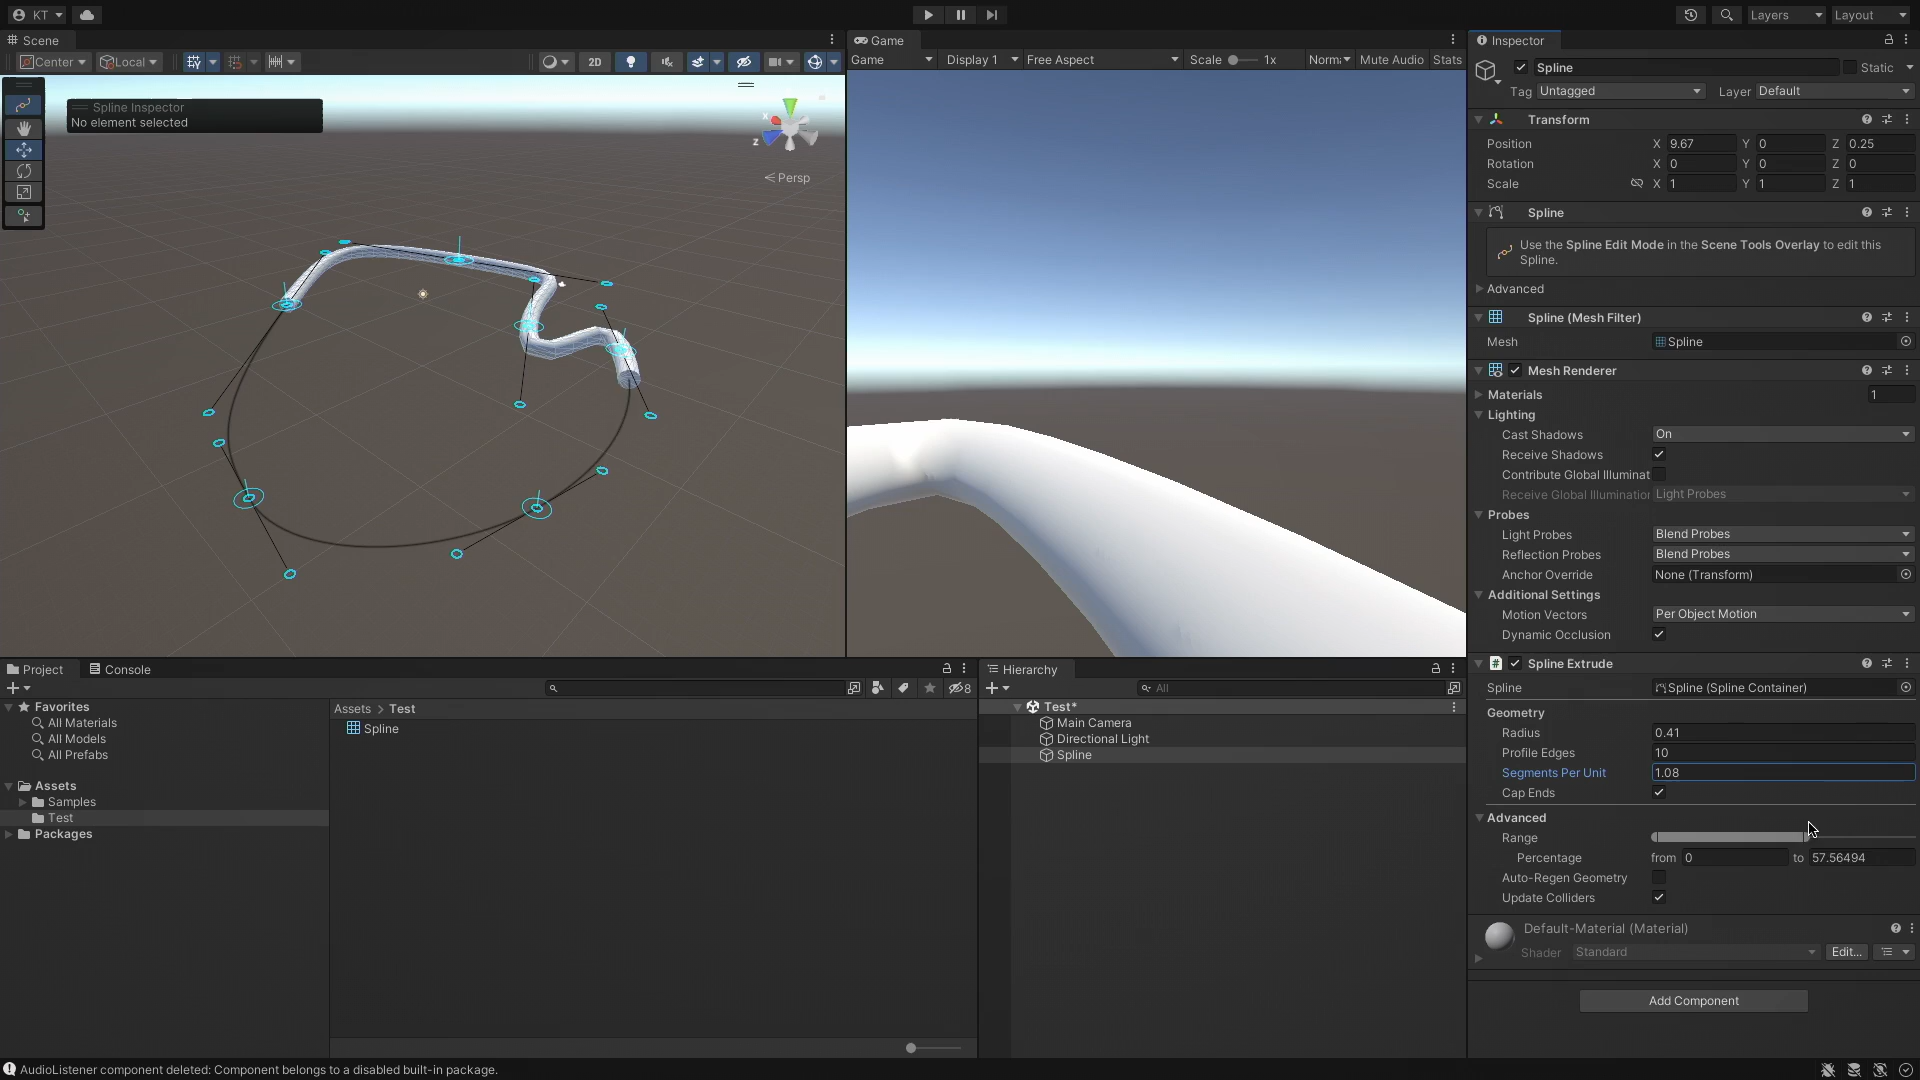 KT
Layers
Layout
Scene
Game
Inspector
Center
Local
2D
Game
Display 1
Free Aspect
Scale
1x
Norm
Mute Audio
Stats
Spline
Static
Tag
Untagged
Layer
Default
Spline Inspector
No element selected
X
Z
Persp
Transform
Position X 9.67 Y 0 Z 0.25
Rotation X 0 Y 0 Z 0
Scale X 1 Y 1 Z 1
Spline
Use the Spline Edit Mode in the Scene Tools Overlay to edit this
Spline.
Advanced
Spline (Mesh Filter)
Mesh Spline
Mesh Renderer
Materials 1
Lighting
Cast Shadows On
Receive Shadows
Contribute Global Illuminat
Receive Global Illumination Light Probes
Probes
Light Probes Blend Probes
Reflection Probes Blend Probes
Anchor Override None (Transform)
Additional Settings
Motion Vectors Per Object Motion
Dynamic Occlusion
Spline Extrude
Spline Spline (Spline Container)
Geometry
Radius 0.41
Profile Edges 10
Segments Per Unit 1.08
Cap Ends
Advanced
Range
Percentage from 0 to 57.56494
Auto-Regen Geometry
Update Colliders
Default-Material (Material)
Shader Standard Edit...
Add Component
Project
Console
8
Favorites
All Materials
All Models
All Prefabs
Assets
Samples
Test
Packages
Assets > Test
Spline
Hierarchy
All
Test*
Main Camera
Directional Light
Spline
AudioListener component deleted: Component belongs to a disabled built-in package.